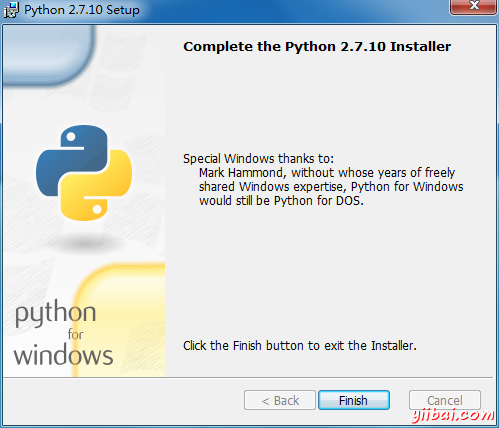 Python 2.7.10 Setup
Complete the Python 2.7.10 Installer
Special Windows thanks to:
Mark Hammond, without whose years of freely
shared Windows expertise, Python for Windows
would still be Python for DOS.
python
for
windows
Click the Finish button to exit the Installer.
< Back
Finish
Cancel
yiibai.com